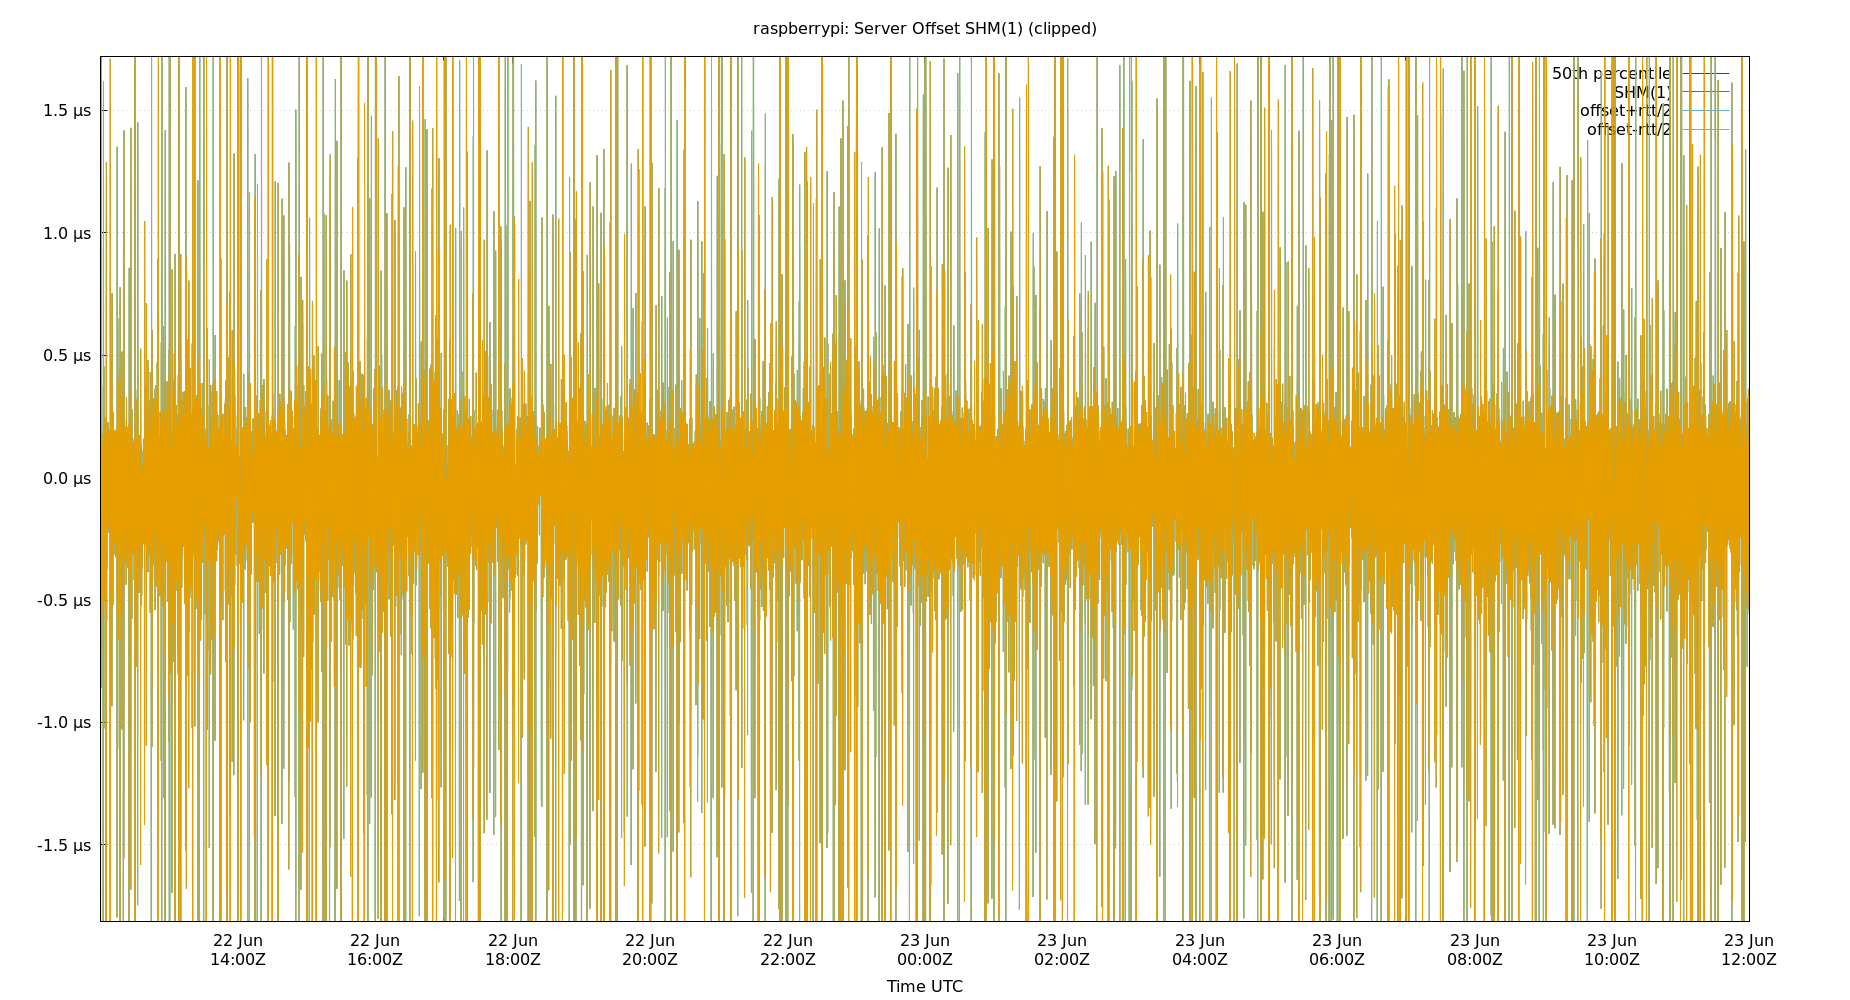 raspberrypi: Server Offset SHM(1) (clipped)
50th percentile
SHM(1)
offset+rtt/2
offset-rtt/2
1.5 µs
1.0 µs
0.5 µs
0.0 µs
-0.5 µs
-1.0 µs
-1.5 µs
22 Jun 22 Jun 22 Jun 22 Jun 22 Jun 23 Jun 23 Jun 23 Jun 23 Jun 23 Jun 23 Jun 23 Jun
14:00Z 16:00Z 18:00Z 20:00Z 22:00Z 00:00Z 02:00Z 04:00Z 06:00Z 08:00Z 10:00Z 12:00Z
Time UTC